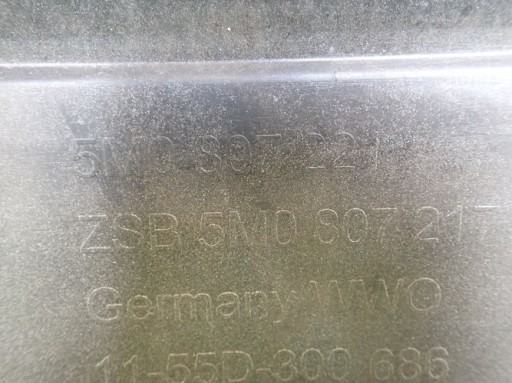 5M0 807 221
ZSB 5M0 807 217
Germany WWO
11-55D-300 686